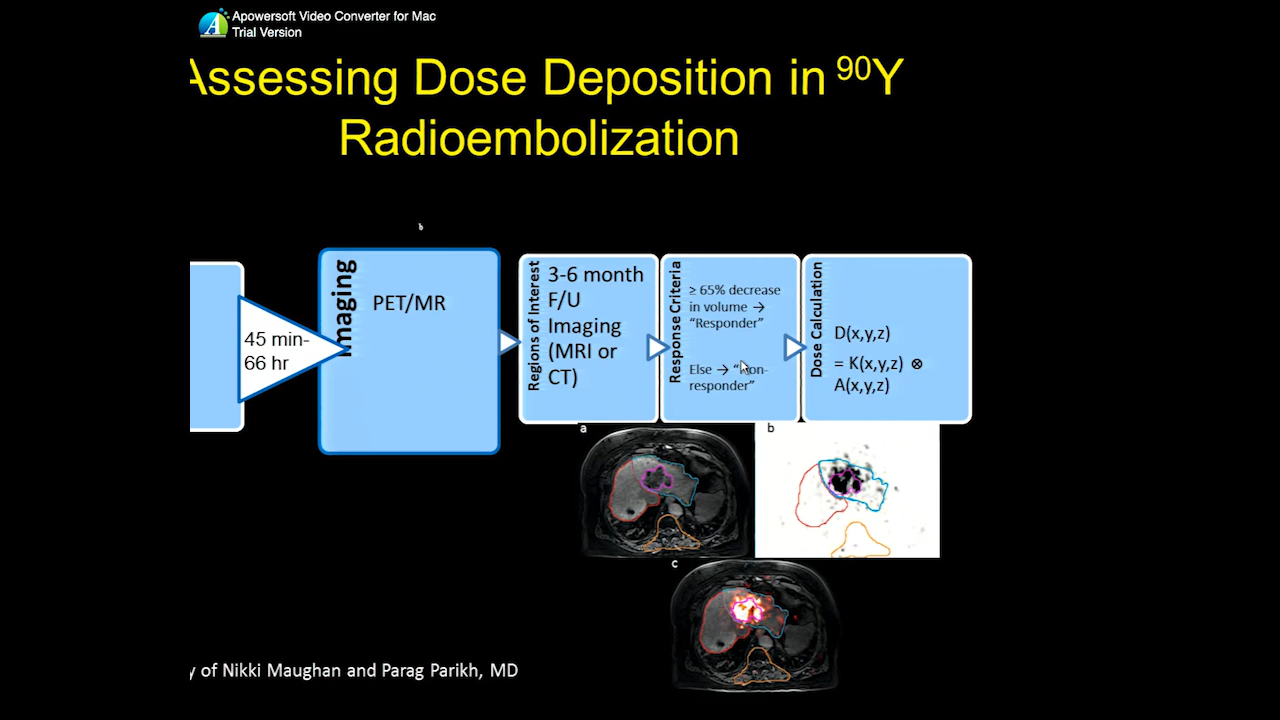 Apowersoft Video Converter for Mac
Trial Version
Assessing Dose Deposition in ⁹⁰Y
Radioembolization
b
45 min-
66 hr
Imaging
PET/MR
Regions of Interest
3-6 month
F/U
Imaging
(MRI or
CT)
Response Criteria
≥ 65% decrease
in volume →
“Responder”
Else → “Non-
responder”
Dose Calculation
D(x,y,z)
= K(x,y,z) ⊗
A(x,y,z)
a
b
c
y of Nikki Maughan and Parag Parikh, MD